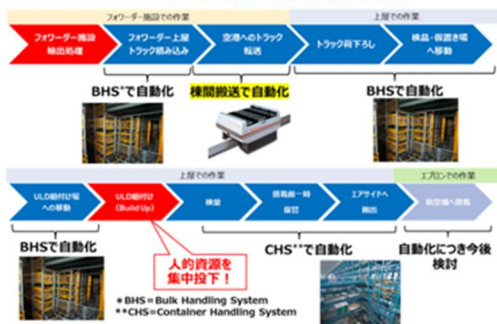 フォワーダー施設での作業
上屋での作業
フォワーダー施設
輸出処理
フォワーダー上屋
トラック積み込み
空港へのトラック
転送
トラック荷下ろし
検品・仮置き場
へ移動
BHS*で自動化
棟間搬送で自動化
BHSで自動化
上屋での作業
エプロンでの作業
ULD組付け場
への移動
ULD組付け
(Build Up)
検量
搭載前一時
保管
エアサイドへ
搬出
航空機へ搭載
BHSで自動化
人的資源を
集中投下！
CHS**で自動化
自動化につき今後
検討
*BHS=Bulk Handling System
**CHS=Container Handling System